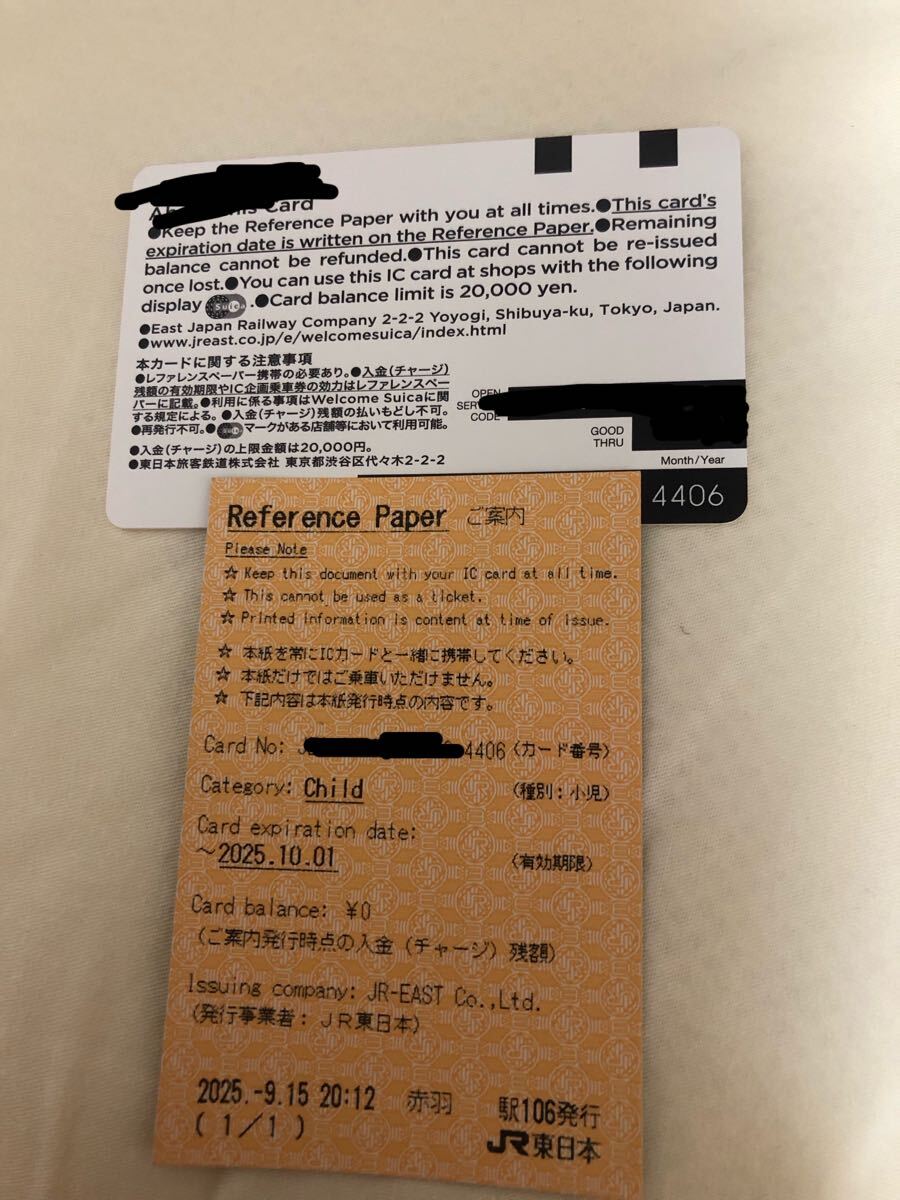 This Card
●Keep the Reference Paper with you at all times.●This card's
expiration date is written on the Reference Paper.●Remaining
balance cannot be refunded.●This card cannot be re-issued
once lost.●You can use this IC card at shops with the following
display Suica .●Card balance limit is 20,000 yen.
●East Japan Railway Company 2-2-2 Yoyogi, Shibuya-ku, Tokyo, Japan.
●www.jreast.co.jp/e/welcomesuica/index.html
本カードに関する注意事項
●レファレンスペーパー携帯の必要あり。●入金(チャージ)
残額の有効期限やIC企画乗車券の効力はレファレンスペー
パーに記載。●利用に係る事項はWelcome Suicaに関
する規定による。●入金(チャージ)残額の払いもどし不可。
●再発行不可。● マークがある店舗等において利用可能。
●入金(チャージ)の上限金額は20,000円。
●東日本旅客鉄道株式会社 東京都渋谷区代々木2-2-2
OPEN
CODE
GOOD
THRU
Month/Year
4406
Reference Paper ご案内
Please Note
☆ Keep this document with your IC card at all time.
☆ This cannot be used as a ticket.
☆ Printed information is content at time of issue.
☆ 本紙を常にICカードと一緒に携帯してください。
☆ 本紙だけではご乗車いただけません。
☆ 下記内容は本紙発行時点の内容です。
Card No: 4406 (カード番号)
Category: Child (種別:小児)
Card expiration date:
~2025.10.01 (有効期限)
Card balance: ¥0
(ご案内発行時点の入金(チャージ)残額)
Issuing company: JR-EAST Co.,Ltd.
(発行事業者:JR東日本)
2025.-9.15 20:12 赤羽 駅106発行
(1/1) JR東日本